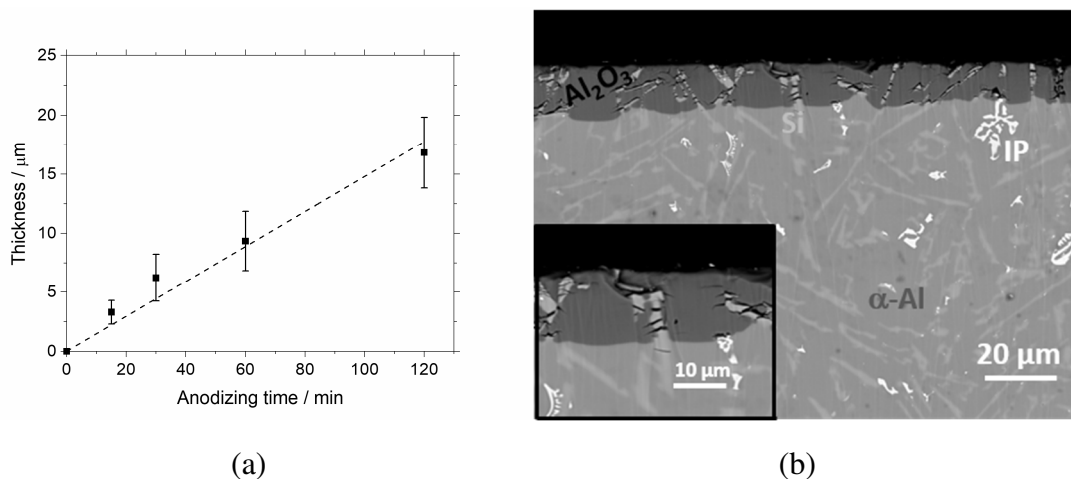 25
20
15
10
5
0
Thickness / μm
0 20 40 60 80 100 120
Anodizing time / min
(a)
Al₂O₃
Si
IP
α-Al
10 μm
20 μm
(b)